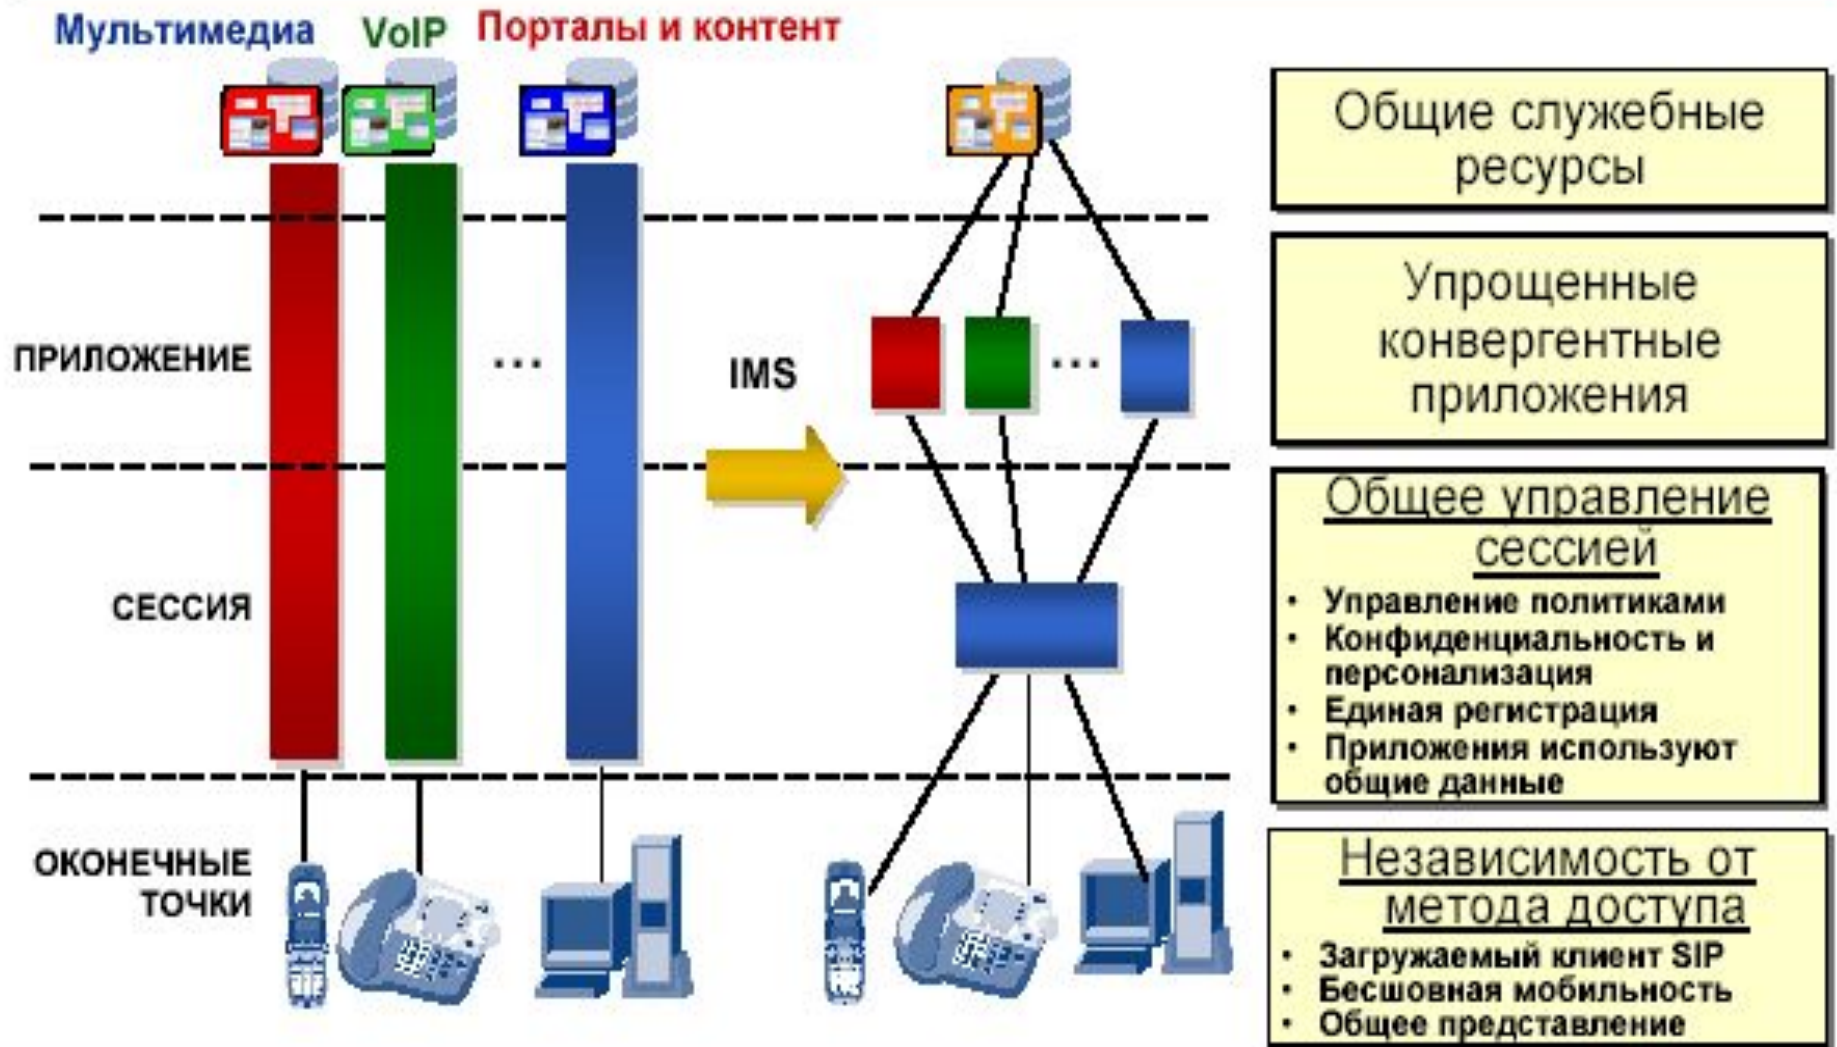 Мультимедиа VoIP Порталы и контент
ПРИЛОЖЕНИЕ
...
IMS
...
СЕССИЯ
ОКОНЕЧНЫЕ
ТОЧКИ
Общие служебные
ресурсы
Упрощенные
конвергентные
приложения
Общее управление
сессией
• Управление политиками
• Конфиденциальность и
персонализация
• Единая регистрация
• Приложения используют
общие данные
Независимость от
метода доступа
• Загружаемый клиент SIP
• Бесшовная мобильность
• Общее представление